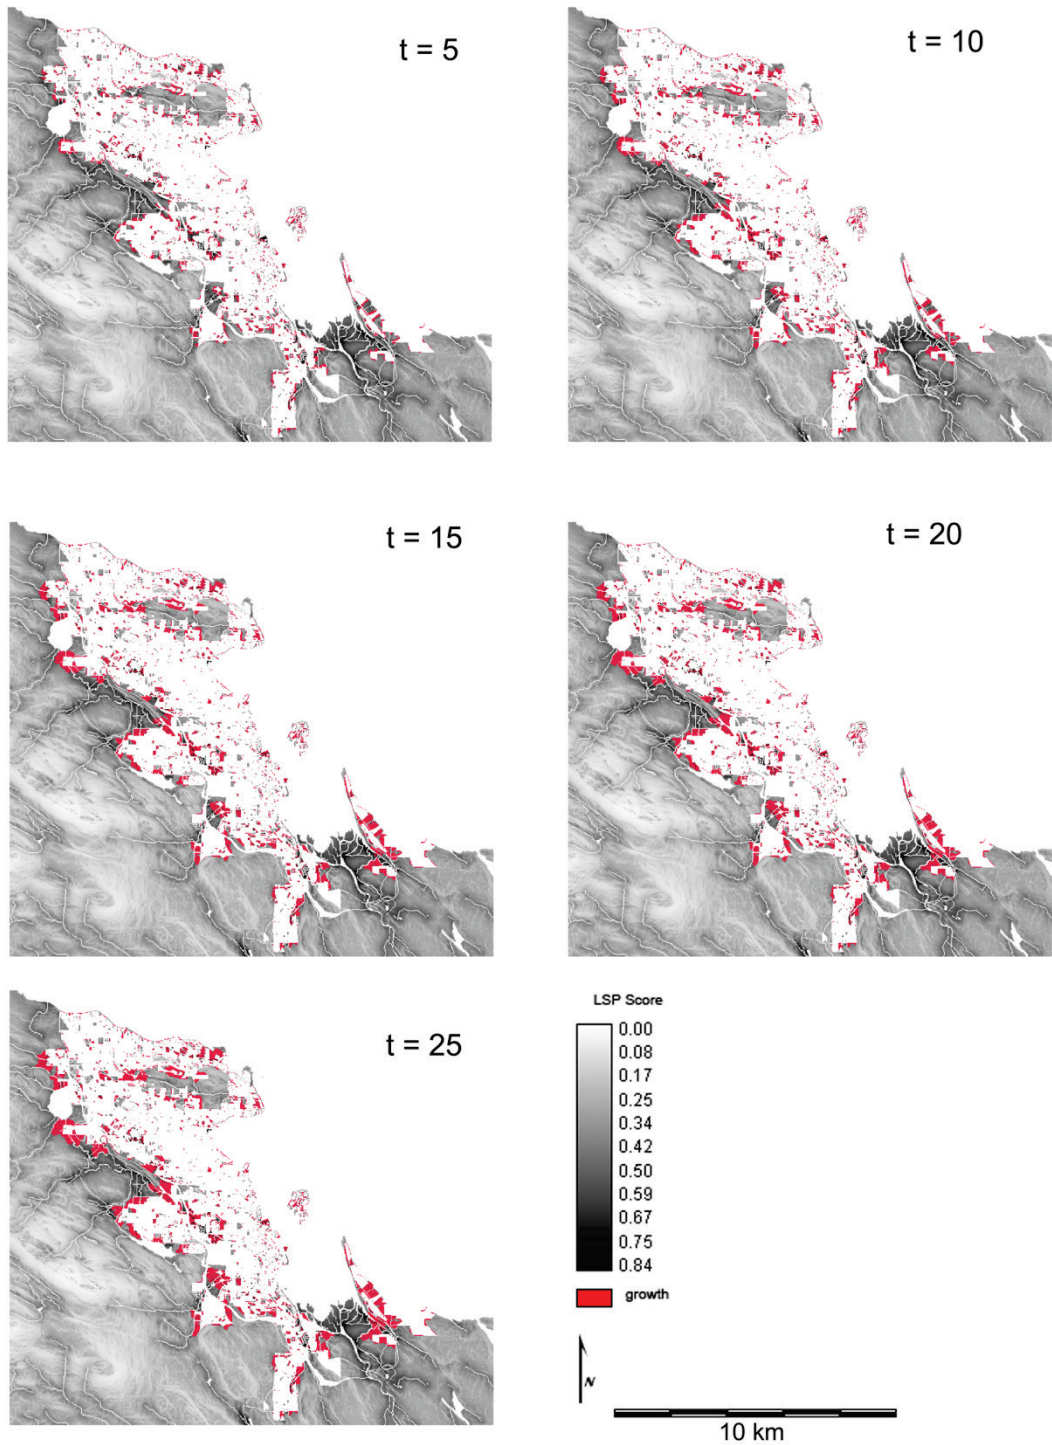 t = 5
t = 10
t = 15
t = 20
t = 25
LSP Score
0.00
0.08
0.17
0.25
0.34
0.42
0.50
0.59
0.67
0.75
0.84
growth
N
10 km